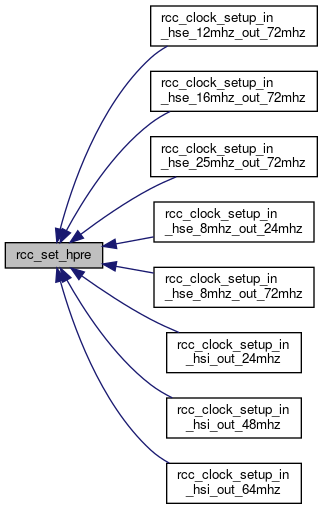 rcc_clock_setup_in
_hse_12mhz_out_72mhz
rcc_clock_setup_in
_hse_16mhz_out_72mhz
rcc_clock_setup_in
_hse_25mhz_out_72mhz
rcc_clock_setup_in
_hse_8mhz_out_24mhz
rcc_set_hpre
rcc_clock_setup_in
_hse_8mhz_out_72mhz
rcc_clock_setup_in
_hsi_out_24mhz
rcc_clock_setup_in
_hsi_out_48mhz
rcc_clock_setup_in
_hsi_out_64mhz